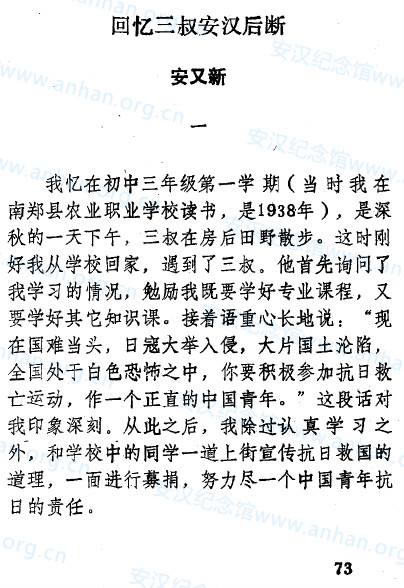 回忆三叔安汉后断
安又新
一
我忆在初中三年级第一学期(当时我在
南郑县农业职业学校读书,是1938年),是深
秋的一天下午,三叔在房后田野散步。这时刚
好我从学校回家,遇到了三叔。他首先询问了
我学习的情况,勉励我既要学好专业课程,又
要学好其它知识课。接着语重心长地说:“现
在国难当头,日寇大举入侵,大片国土沦陷,
全国处于白色恐怖之中,你要积极参加抗日救
亡运动,作一个正直的中国青年。”这段话对
我印象深刻。从此之后,我除过认真学习之
外,和学校中的同学一道上街宣传抗日救国的
道理,一面进行募捐,努力尽一个中国青年抗
日的责任。
73
安汉纪念馆www.anhan.org.cn